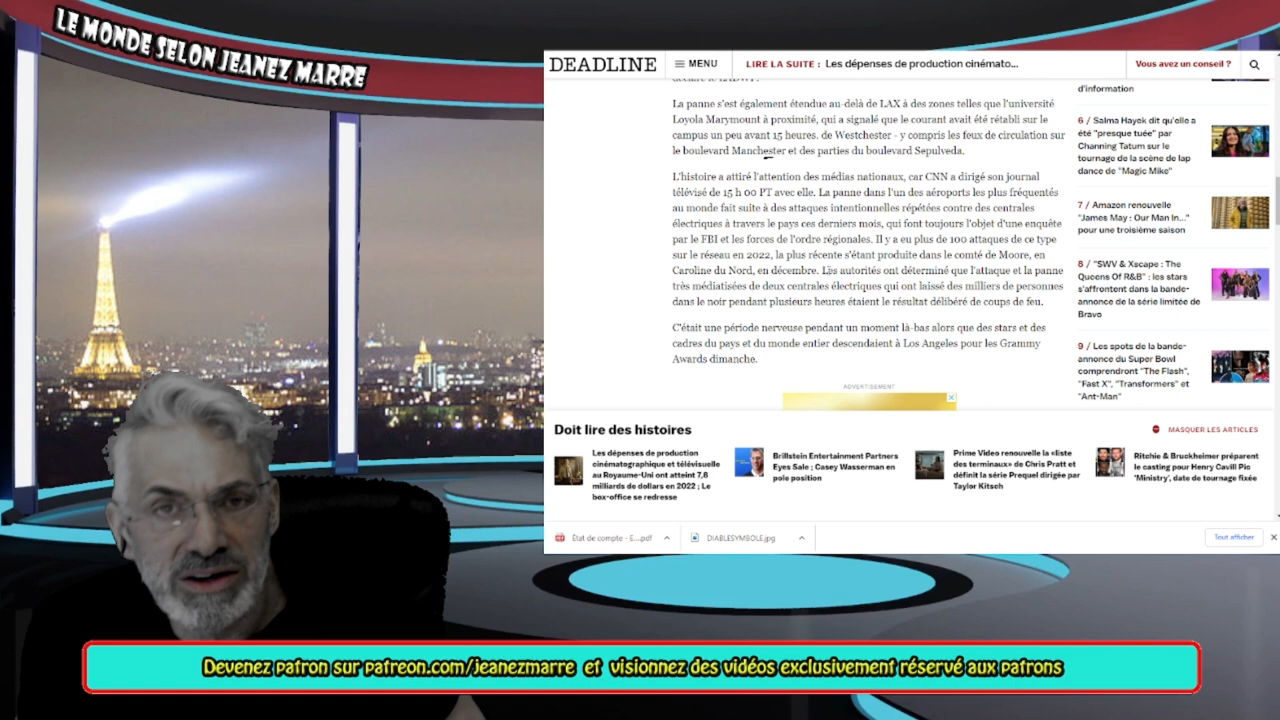 LE MONDE SELON JEANEZ MARRE
DEADLINE
MENU
LIRE LA SUITE : Les dépenses de production cinémato...
Vous avez un conseil ?
La panne s'est également étendue au-delà de LAX à des zones telles que l'université
Loyola Marymount à proximité, qui a signalé que le courant avait été rétabli sur le
campus un peu avant 15 heures. de Westchester - y compris les feux de circulation sur
le boulevard Manchester et des parties du boulevard Sepulveda.
L'histoire a attiré l'attention des médias nationaux, car CNN a dirigé son journal
télévisé de 15 h 00 PT avec elle. La panne dans l'un des aéroports les plus fréquentés
au monde fait suite à des attaques intentionnelles répétées contre des centrales
électriques à travers le pays ces derniers mois, qui font toujours l'objet d'une enquête
par le FBI et les forces de l'ordre régionales. Il y a eu plus de 100 attaques de ce type
sur le réseau en 2022, la plus récente s'étant produite dans le comté de Moore, en
Caroline du Nord, en décembre. Les autorités ont déterminé que l'attaque et la panne
très médiatisées de deux centrales électriques qui ont laissé des milliers de personnes
dans le noir pendant plusieurs heures étaient le résultat délibéré de coups de feu.
C'était une période nerveuse pendant un moment là-bas alors que des stars et des
cadres du pays et du monde entier descendaient à Los Angeles pour les Grammy
Awards dimanche.
ADVERTISEMENT
d'information
6 / Salma Hayek dit qu'elle a
été "presque tuée" par
Channing Tatum sur le
tournage de la scène de lap
dance de "Magic Mike"
7 / Amazon renouvelle
"James May : Our Man in..."
pour une troisième saison
8 / "SWV & Xscape : The
Queens Of R&B" : les stars
s'affrontent dans la bande-
annonce de la série limitée de
Bravo
9 / Les spots de la bande-
annonce du Super Bowl
comprendront "The Flash",
"Fast X", "Transformers" et
"Ant-Man"
Doit lire des histoires
MASQUER LES ARTICLES
Les dépenses de production
cinématographique et télévisuelle
au Royaume-Uni ont atteint 7,8
milliards de dollars en 2022 ; Le
box-office se redresse
Brillstein Entertainment Partners
Eyes Sale ; Casey Wasserman en
pole position
Prime Video renouvelle la «liste
des terminaux» de Chris Pratt et
définit la série Prequel dirigée par
Taylor Kitsch
Ritchie & Bruckheimer préparent
le casting pour Henry Cavill Pic
'Ministry', date de tournage fixée
État de compte - E....pdf
DIABLESYMBOLE.jpg
Tout afficher
Devenez patron sur patreon.com/jeanezmarre et visionnez des vidéos exclusivement réservé aux patrons